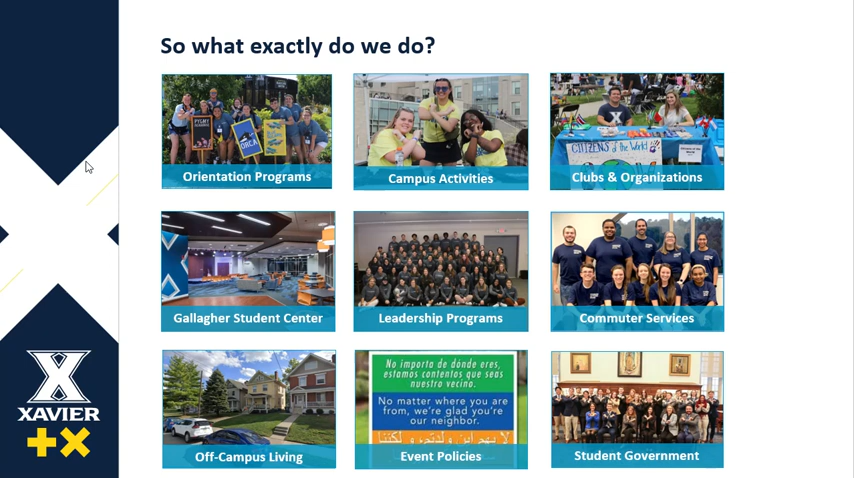 So what exactly do we do?
PYGMY
ORCA
Orientation Programs
Campus Activities
CITIZENS of the World
Clubs & Organizations
Gallagher Student Center
Leadership Programs
Commuter Services
Off-Campus Living
No importa de dónde eres,
estamos contentos que seas
nuestro vecino.
No matter where you are
from, we're glad you're
our neighbor.
Event Policies
Student Government
XAVIER